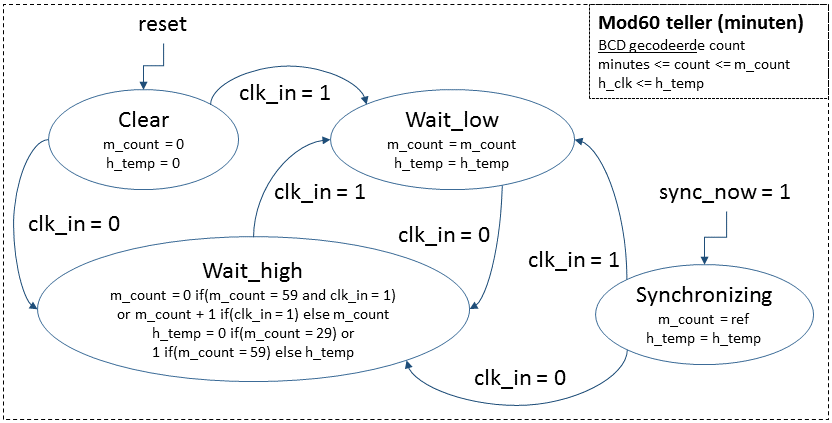 reset
Mod60 teller (minuten)
BCD gecodeerde count
minutes <= count <= m_count
h_clk <= h_temp
clk_in = 1
Clear
m_count = 0
h_temp = 0
Wait_low
m_count = m_count
h_temp = h_temp
clk_in = 1
sync_now = 1
clk_in = 0
clk_in = 0
clk_in = 1
Wait_high
m_count = 0 if(m_count = 59 and clk_in = 1)
or m_count + 1 if(clk_in = 1) else m_count
h_temp = 0 if(m_count = 29) or
1 if(m_count = 59) else h_temp
Synchronizing
m_count = ref
h_temp = h_temp
clk_in = 0